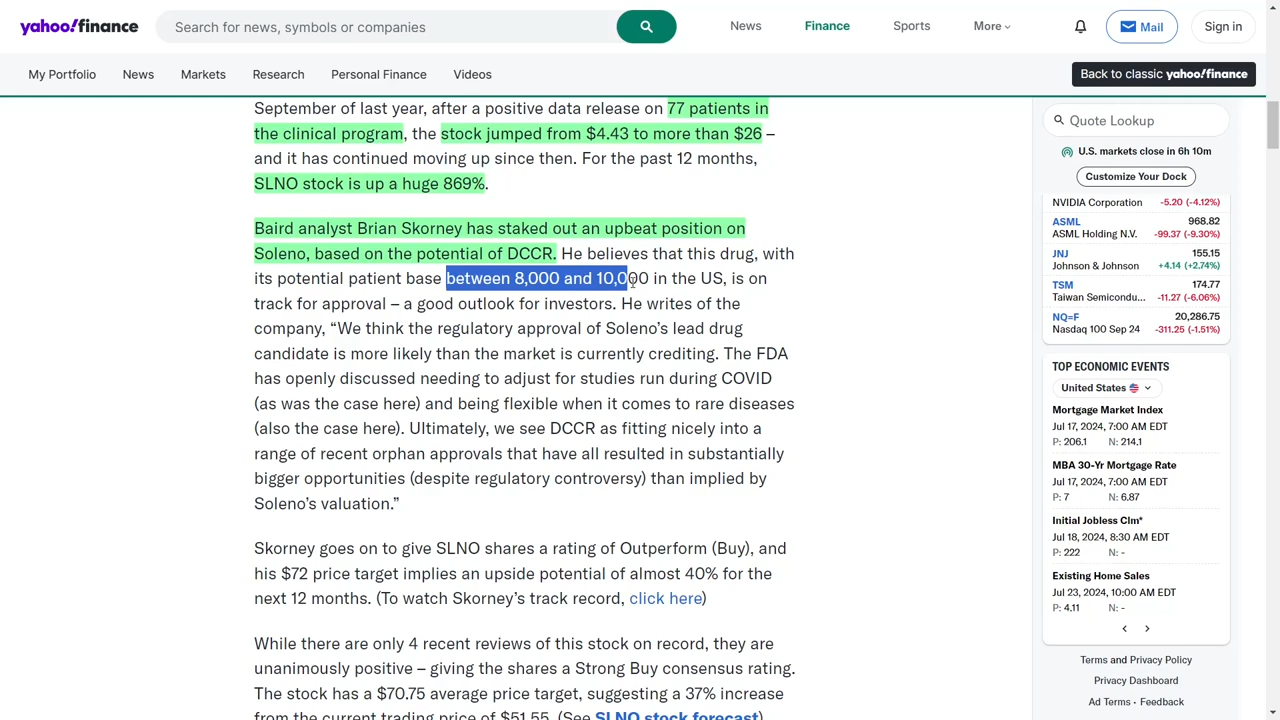 yahoo!finance
Search for news, symbols or companies
News
Finance
Sports
More
Mail
Sign in
My Portfolio
News
Markets
Research
Personal Finance
Videos
Back to classic yahoo!finance
September of last year, after a positive data release on 77 patients in
the clinical program, the stock jumped from $4.43 to more than $26 –
and it has continued moving up since then. For the past 12 months,
SLNO stock is up a huge 869%.
Baird analyst Brian Skorney has staked out an upbeat position on
Soleno, based on the potential of DCCR. He believes that this drug, with
its potential patient base between 8,000 and 10,000 in the US, is on
track for approval – a good outlook for investors. He writes of the
company, “We think the regulatory approval of Soleno’s lead drug
candidate is more likely than the market is currently crediting. The FDA
has openly discussed needing to adjust for studies run during COVID
(as was the case here) and being flexible when it comes to rare diseases
(also the case here). Ultimately, we see DCCR as fitting nicely into a
range of recent orphan approvals that have all resulted in substantially
bigger opportunities (despite regulatory controversy) than implied by
Soleno’s valuation.”
Skorney goes on to give SLNO shares a rating of Outperform (Buy), and
his $72 price target implies an upside potential of almost 40% for the
next 12 months. (To watch Skorney’s track record, click here)
While there are only 4 recent reviews of this stock on record, they are
unanimously positive – giving the shares a Strong Buy consensus rating.
The stock has a $70.75 average price target, suggesting a 37% increase
from the current trading price of $51.55. (See SLNO stock forecast)
Quote Lookup
U.S. markets close in 6h 10m
Customize Your Dock
NVIDIA Corporation -5.20 (-4.12%)
ASML 968.82
ASML Holding N.V. -99.37 (-9.30%)
JNJ 155.15
Johnson & Johnson +4.14 (+2.74%)
TSM 174.77
Taiwan Semicondu... -11.27 (-6.06%)
NQ=F 20,286.75
Nasdaq 100 Sep 24 -311.25 (-1.51%)
TOP ECONOMIC EVENTS
United States
Mortgage Market Index
Jul 17, 2024, 7:00 AM EDT
P: 206.1 N: 214.1
MBA 30-Yr Mortgage Rate
Jul 17, 2024, 7:00 AM EDT
P: 7 N: 6.87
Initial Jobless Clm*
Jul 18, 2024, 8:30 AM EDT
P: 222 N: -
Existing Home Sales
Jul 23, 2024, 10:00 AM EDT
P: 4.11 N: -
Terms and Privacy Policy
Privacy Dashboard
Ad Terms • Feedback